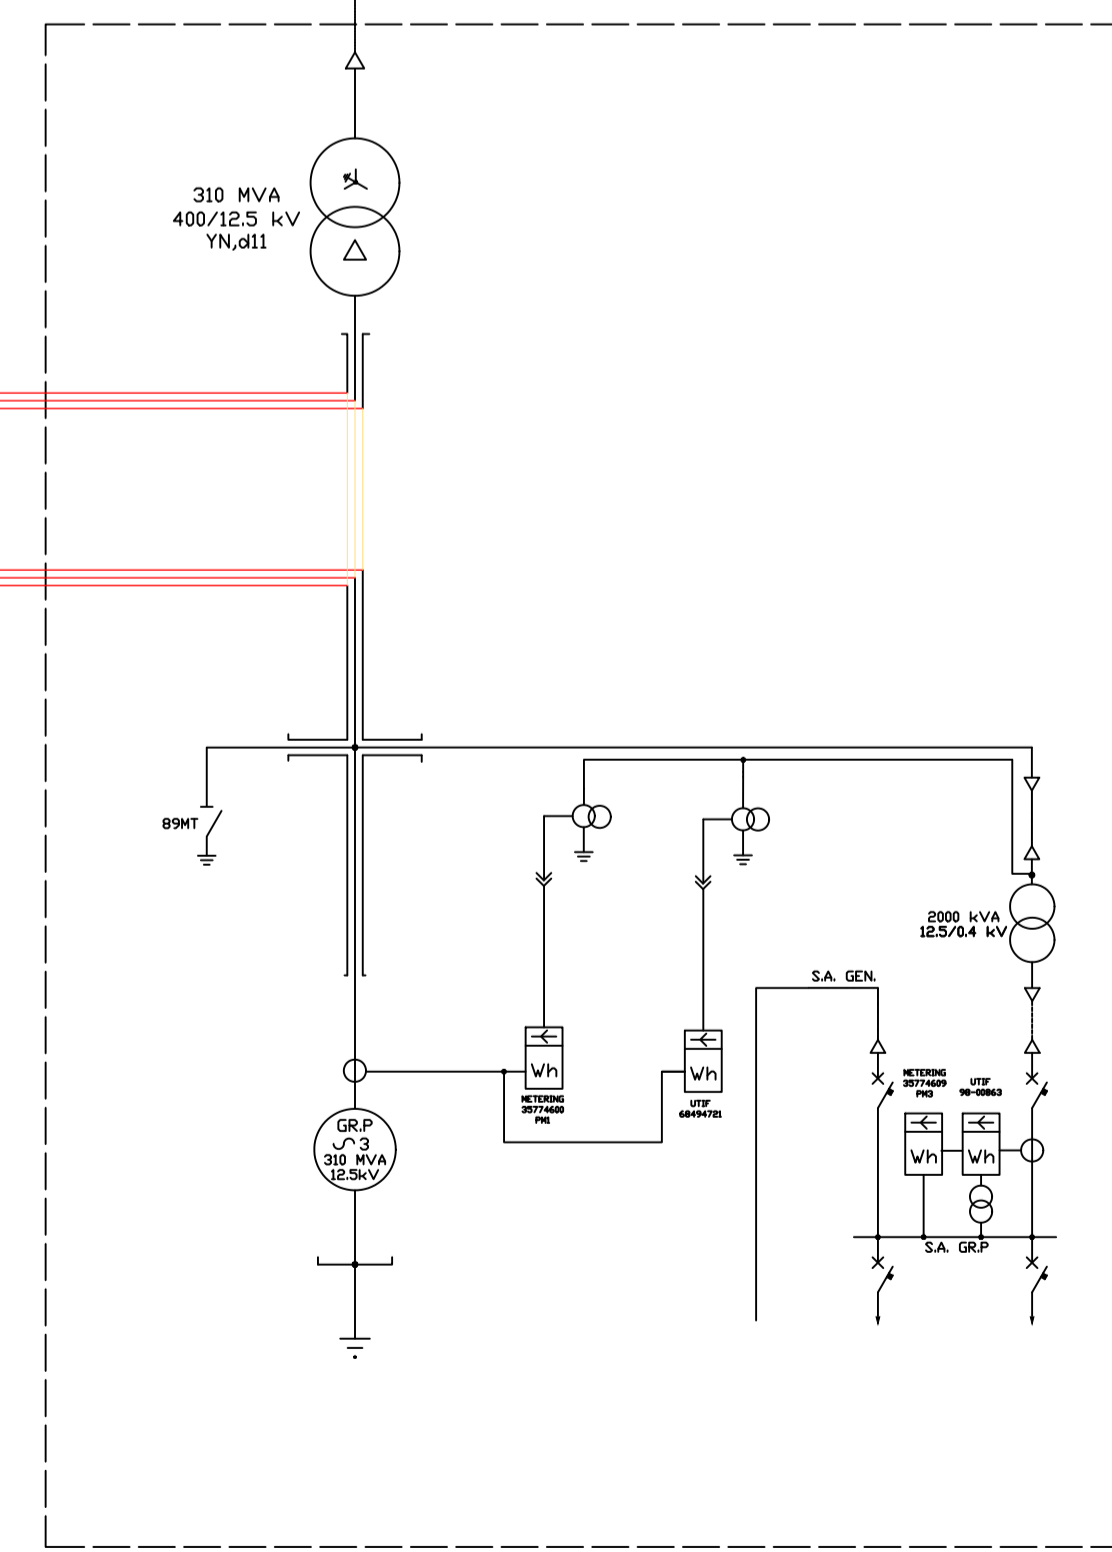 310 MVA
400/12.5 kV
YN,d11
89MT
2000 kVA
12.5/0.4 kV
S.A. GEN.
Wh
METERING
35774600
PM1
Wh
UTIF
68494721
METERING
35774609
PM3
UTIF
98-00863
Wh
Wh
S.A. GR.P
GR.P
3
310 MVA
12.5kV